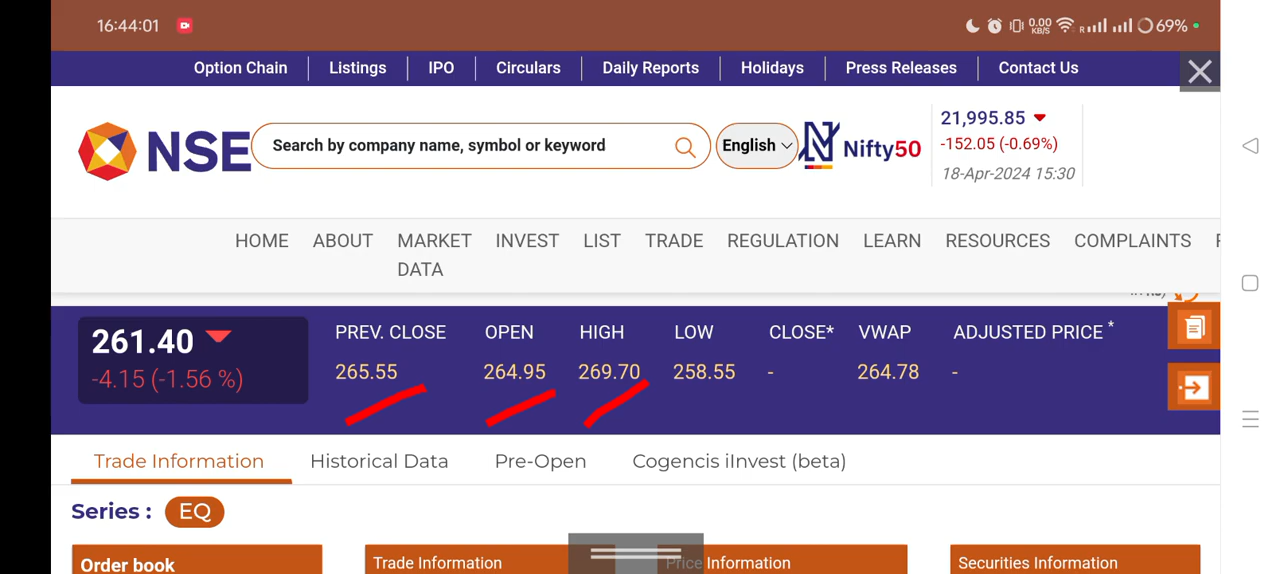 16:44:01 0.00 KB/S R 69%
Option Chain Listings IPO Circulars Daily Reports Holidays Press Releases Contact Us
NSE Search by company name, symbol or keyword English Nifty50
21,995.85
-152.05 (-0.69%)
18-Apr-2024 15:30
HOME ABOUT MARKET DATA INVEST LIST TRADE REGULATION LEARN RESOURCES COMPLAINTS
261.40
-4.15 (-1.56 %)
PREV. CLOSE OPEN HIGH LOW CLOSE* VWAP ADJUSTED PRICE *
265.55 264.95 269.70 258.55 - 264.78 -
Trade Information Historical Data Pre-Open Cogencis iInvest (beta)
Series : EQ
Order book Trade Information Price Information Securities Information